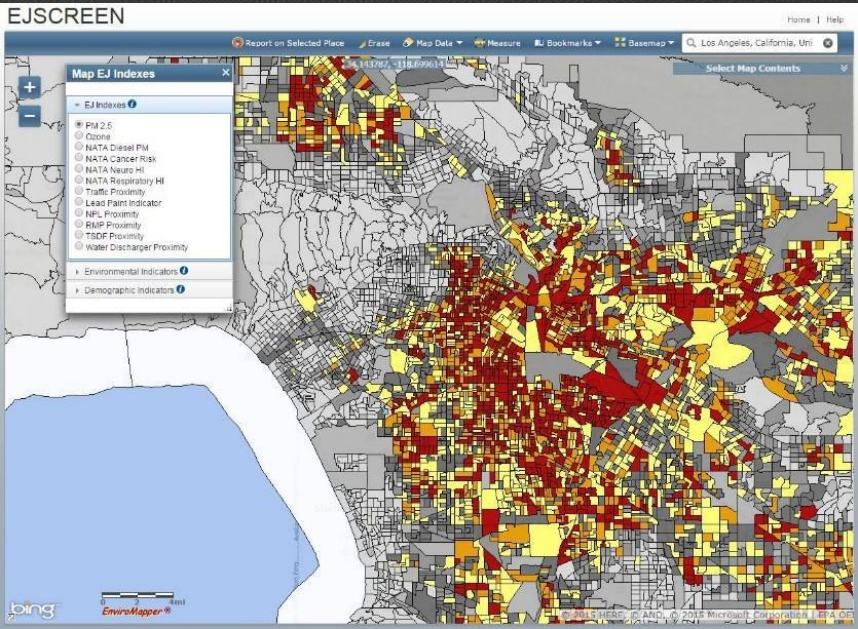 EJSCREEN
Home | Help
Report on Selected Place Erase Map Data Measure Bookmarks Basemap Los Angeles, California, Uni
34.143787, -118.699614
Select Map Contents
Map EJ Indexes
EJ Indexes
PM 2.5
Ozone
NATA Diesel PM
NATA Cancer Risk
NATA Neuro HI
NATA Respiratory HI
Traffic Proximity
Lead Paint Indicator
NPL Proximity
RMP Proximity
TSDF Proximity
Water Discharger Proximity
Environmental Indicators
Demographic Indicators
0 2 4mi
bing
EnviroMapper ®
© 2015 HERE, © AND, © 2015 Microsoft Corporation | EPA OEI